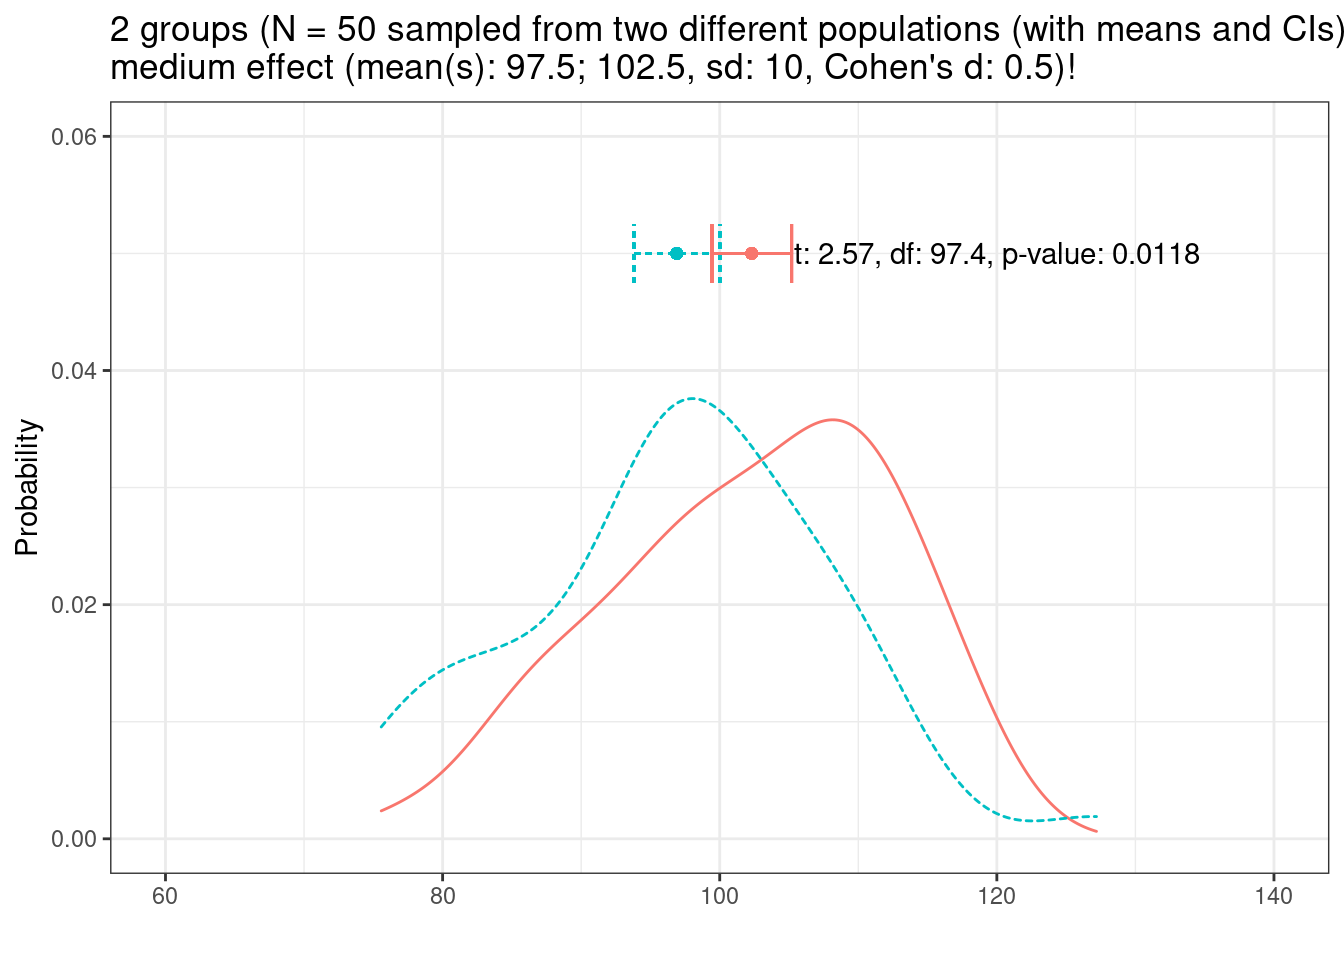 2 groups (N = 50 sampled from two different populations (with means and CIs)
medium effect (mean(s): 97.5; 102.5, sd: 10, Cohen's d: 0.5)!
0.06
t: 2.57, df: 97.4, p-value: 0.0118
0.04
Probability
0.02
0.00
60 80 100 120 140